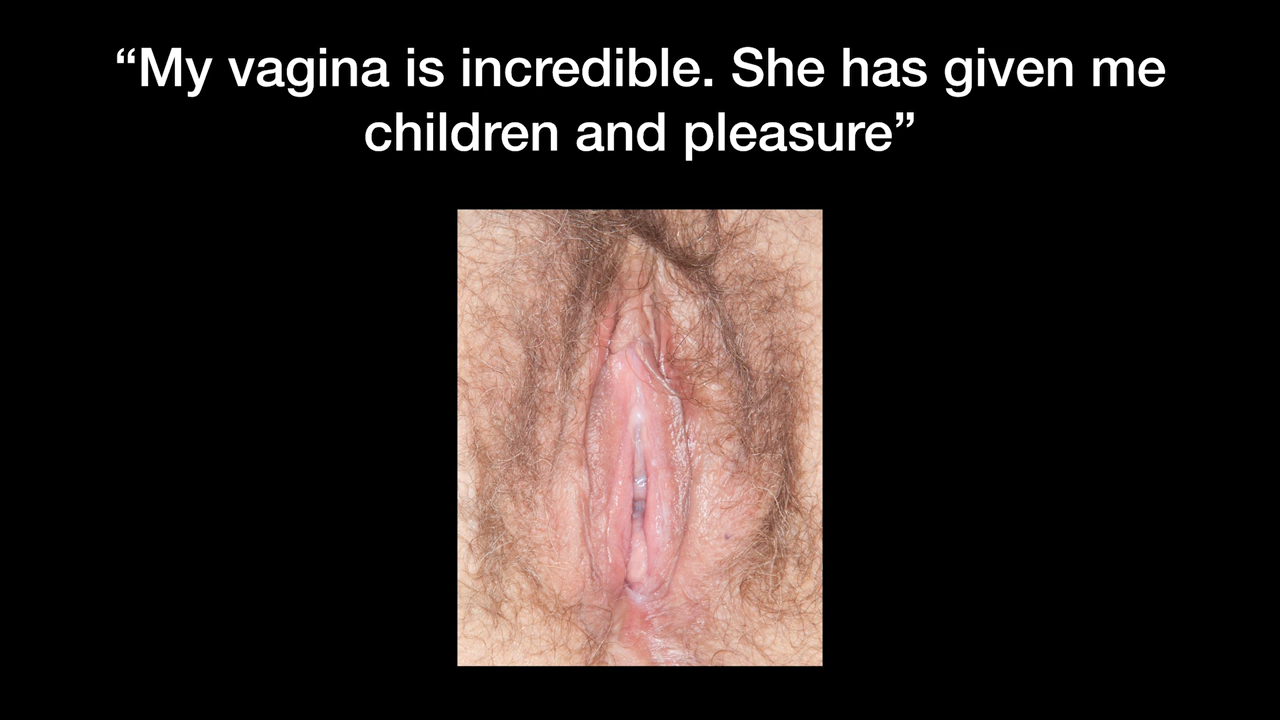 “My vagina is incredible. She has given me
children and pleasure”